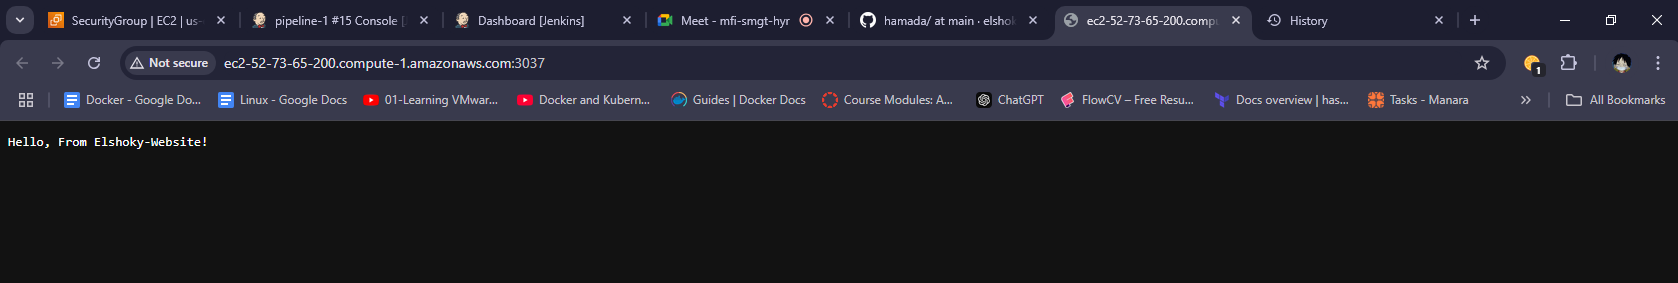 SecurityGroup | EC2 | us-
pipeline-1 #15 Console [J
Dashboard [Jenkins]
Meet - mfi-smgt-hyr
hamada/ at main · elshok
ec2-52-73-65-200.compu
History
Not secure
ec2-52-73-65-200.compute-1.amazonaws.com:3037
1
Docker - Google Do...
Linux - Google Docs
01-Learning VMwar...
Docker and Kubern...
Guides | Docker Docs
Course Modules: A...
ChatGPT
FlowCV – Free Resu...
Docs overview | has...
Tasks - Manara
All Bookmarks
Hello, From Elshoky-Website!